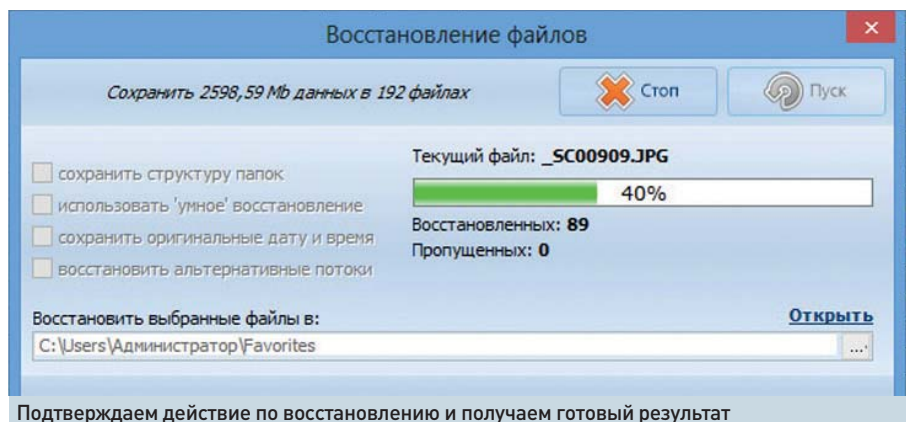 Восстановление файлов
Сохранить 2598,59 Mb данных в 192 файлах
Стоп
Пуск
сохранить структуру папок
использовать 'умное' восстановление
сохранить оригинальные дату и время
восстановить альтернативные потоки
Текущий файл: _SC00909.JPG
40%
Восстановленных: 89
Пропущенных: 0
Восстановить выбранные файлы в:
Открыть
C:\Users\Администратор\Favorites
...
Подтверждаем действие по восстановлению и получаем готовый результат